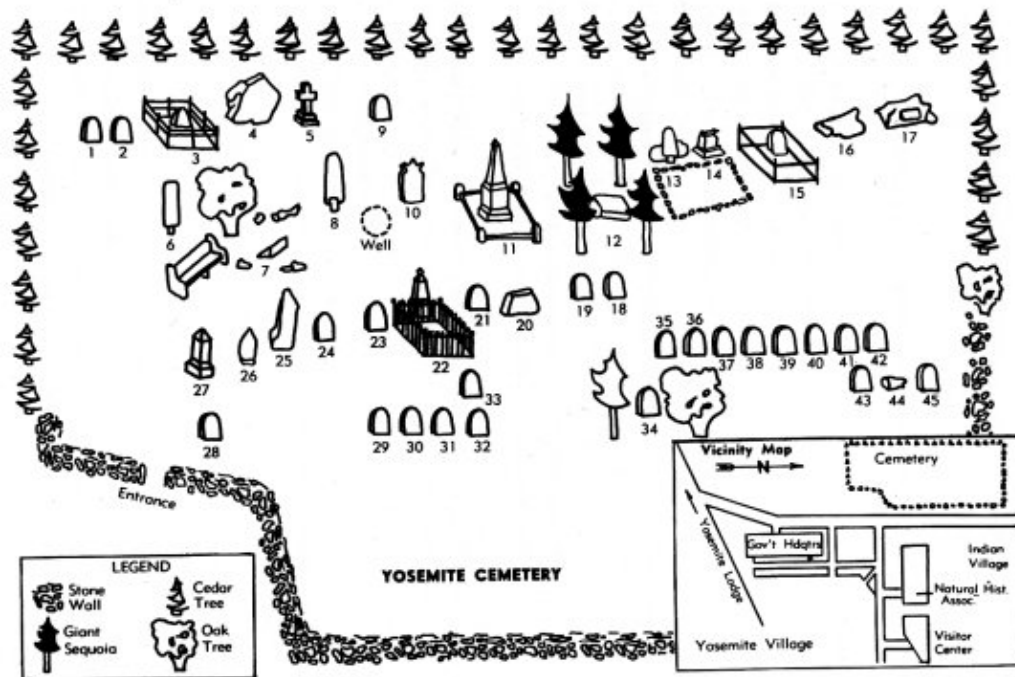 1
2
3
4
5
9
6
8
10
Well
11
12
13
14
15
16
17
7
19
18
21
20
35
36
25
24
23
22
37
38
39
40
41
42
27
26
33
43
44
45
28
29
30
31
32
34
Entrance
YOSEMITE CEMETERY
LEGEND
Stone
Wall
Cedar
Tree
Giant
Sequoia
Oak
Tree
Vicinity Map
N
Cemetery
Yosemite Lodge
Gov't Hdqtrs
Indian
Village
Natural Hist.
Assoc.
Visitor
Center
Yosemite Village